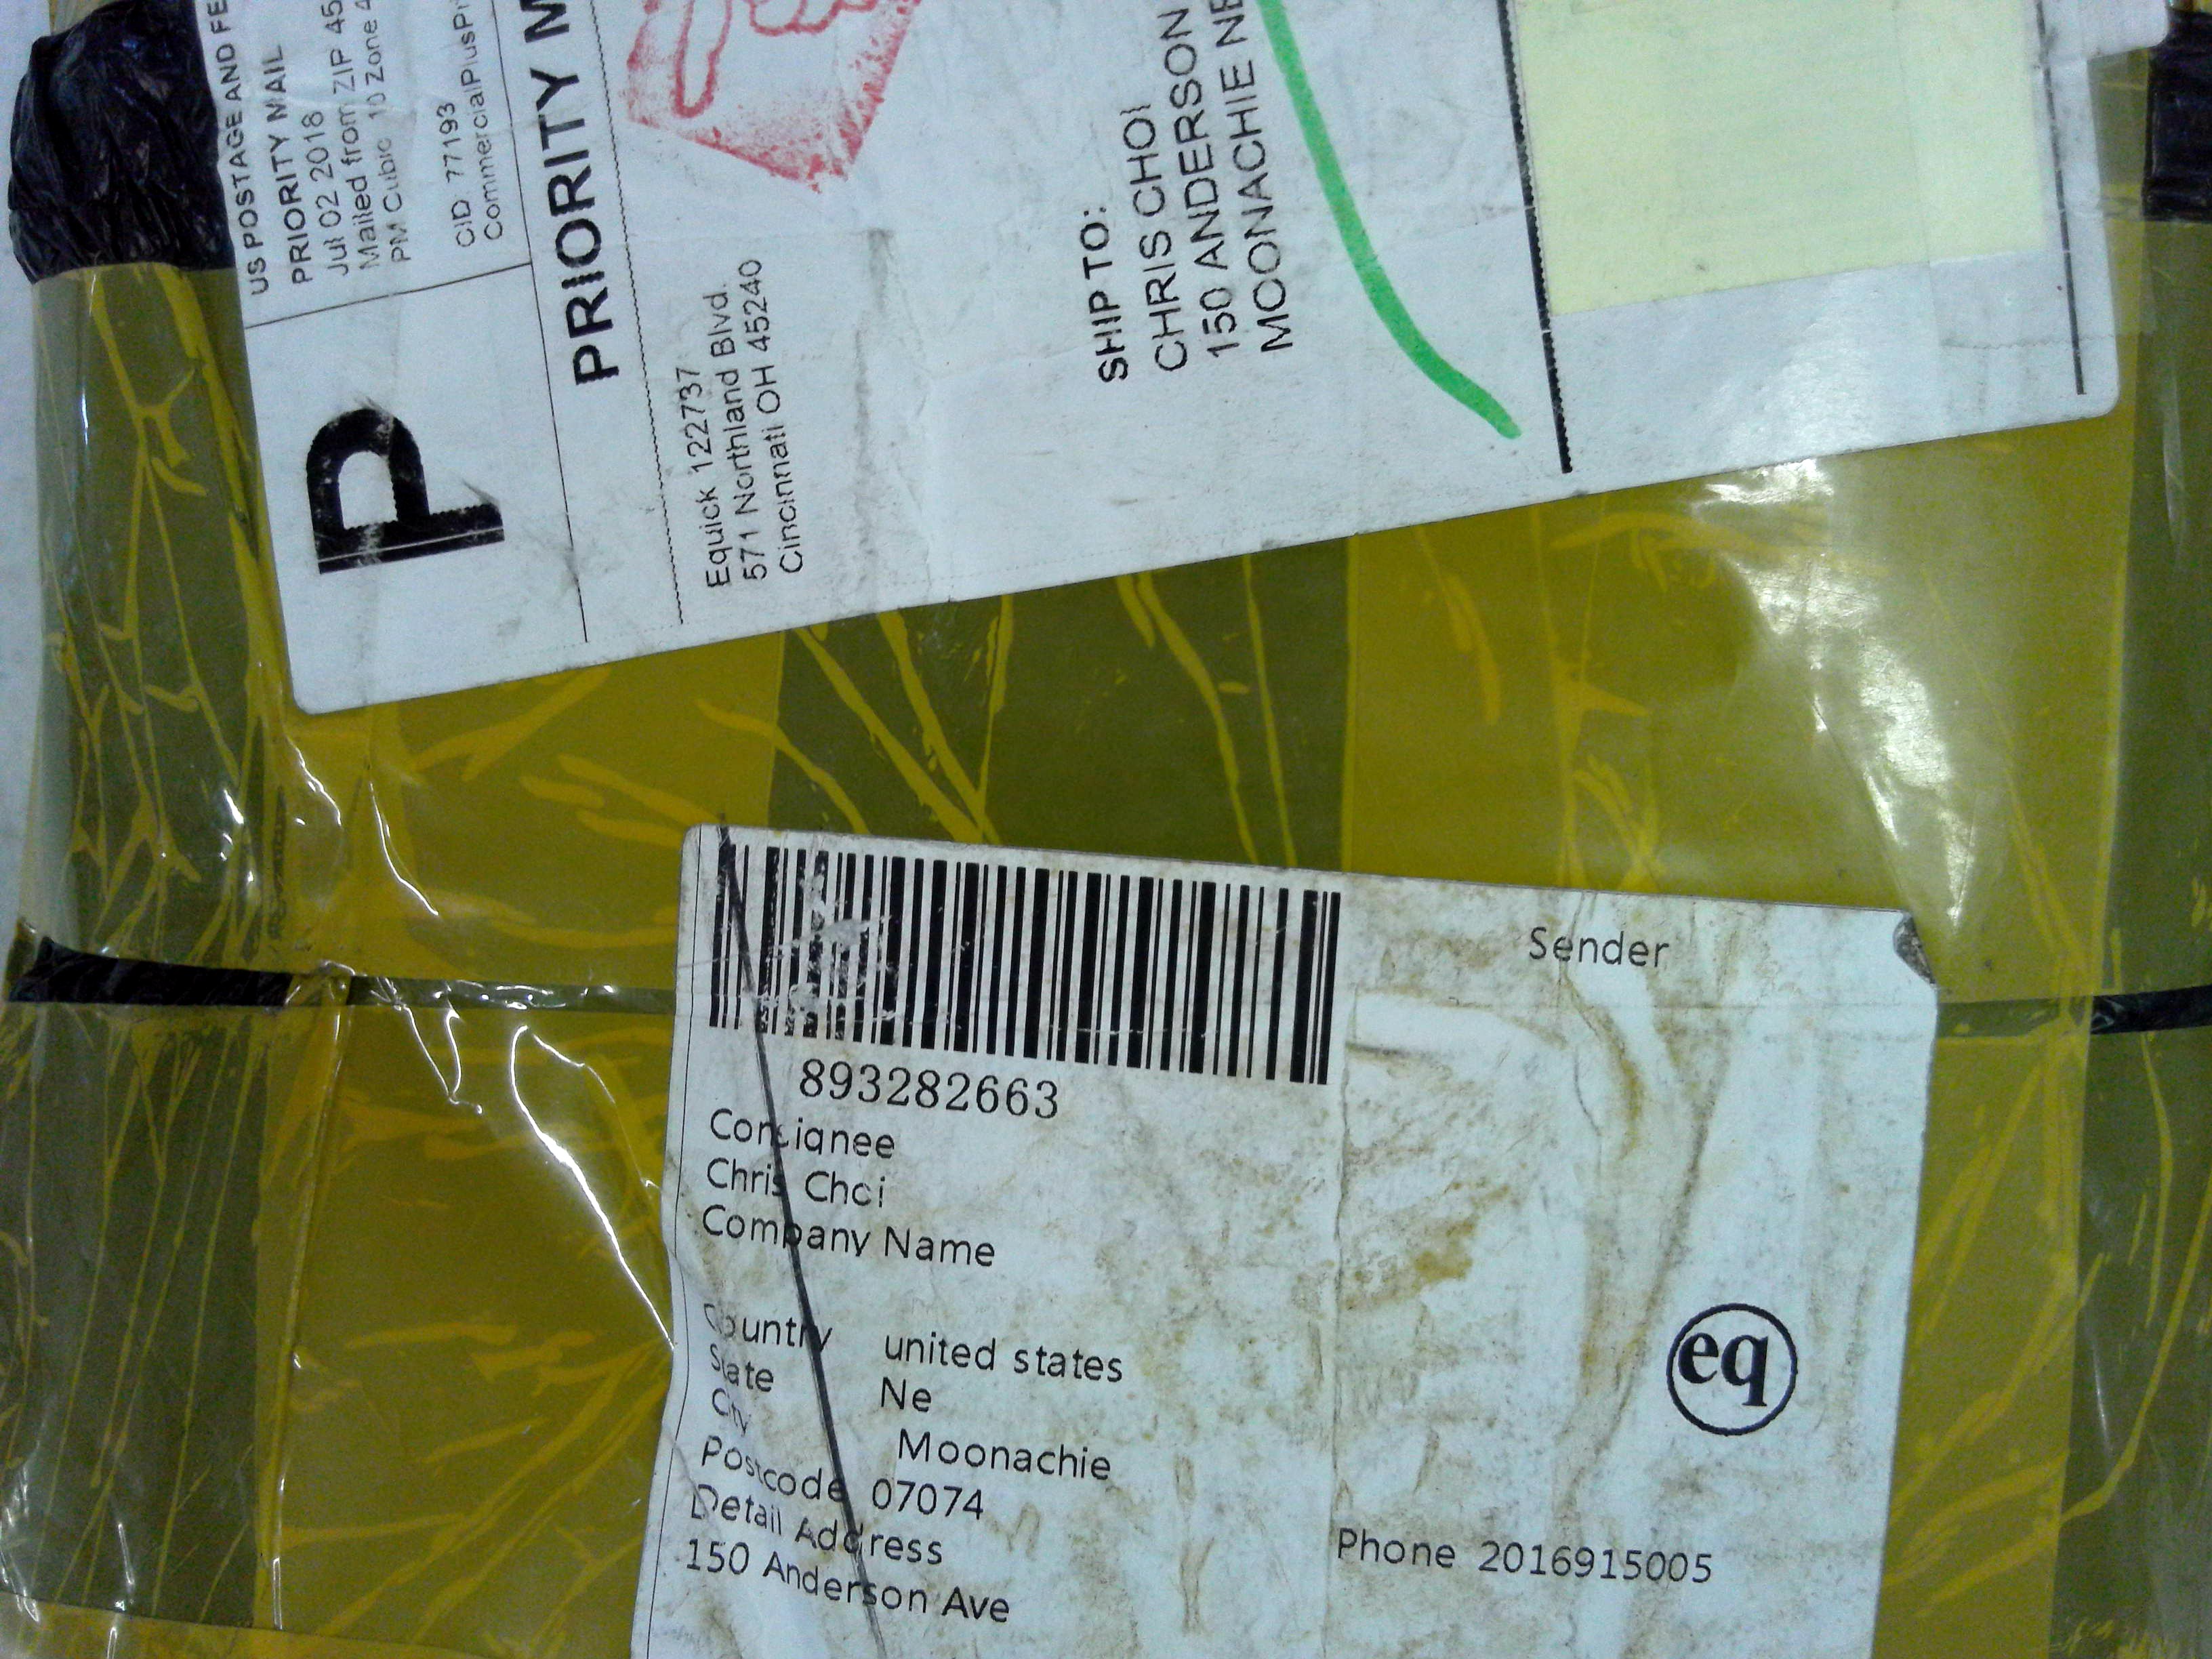 US POSTAGE AND FE
PRIORITY MAIL
Jul 02 2018
Mailed from ZIP 45
PM Cubic 10 Zone 4
CID: 77193
CommercialPlusPri
P
PRIORITY M
Equick 122737
571 Northland Blvd.
Cincinnati OH 45240
SHIP TO:
CHRIS CHOI
150 ANDERSON
MOONACHIE NE
893282663
Sender
Consignee
Chris Choi
Company Name
Country united states
State Ne
City Moonachie
Postcode 07074
Detail Address
150 Anderson Ave
eq
Phone 2016915005